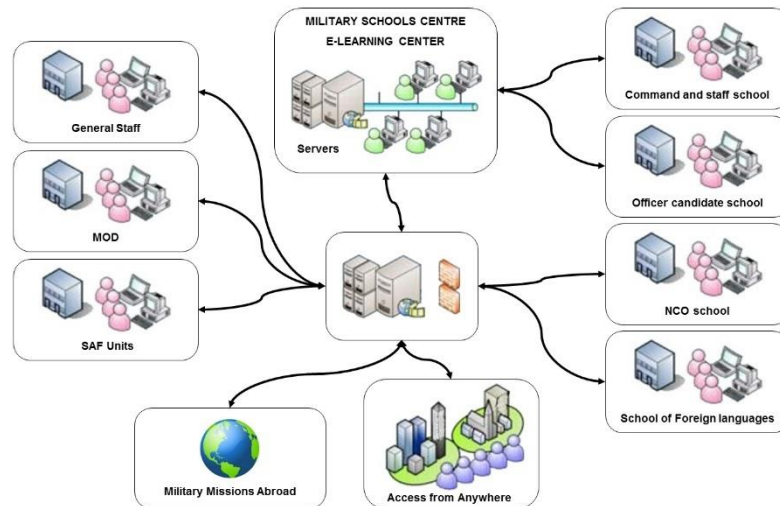 MILITARY SCHOOLS CENTRE
E-LEARNING CENTER
Servers
General Staff
MOD
SAF Units
Command and staff school
Officer candidate school
NCO school
School of Foreign languages
Military Missions Abroad
Access from Anywhere